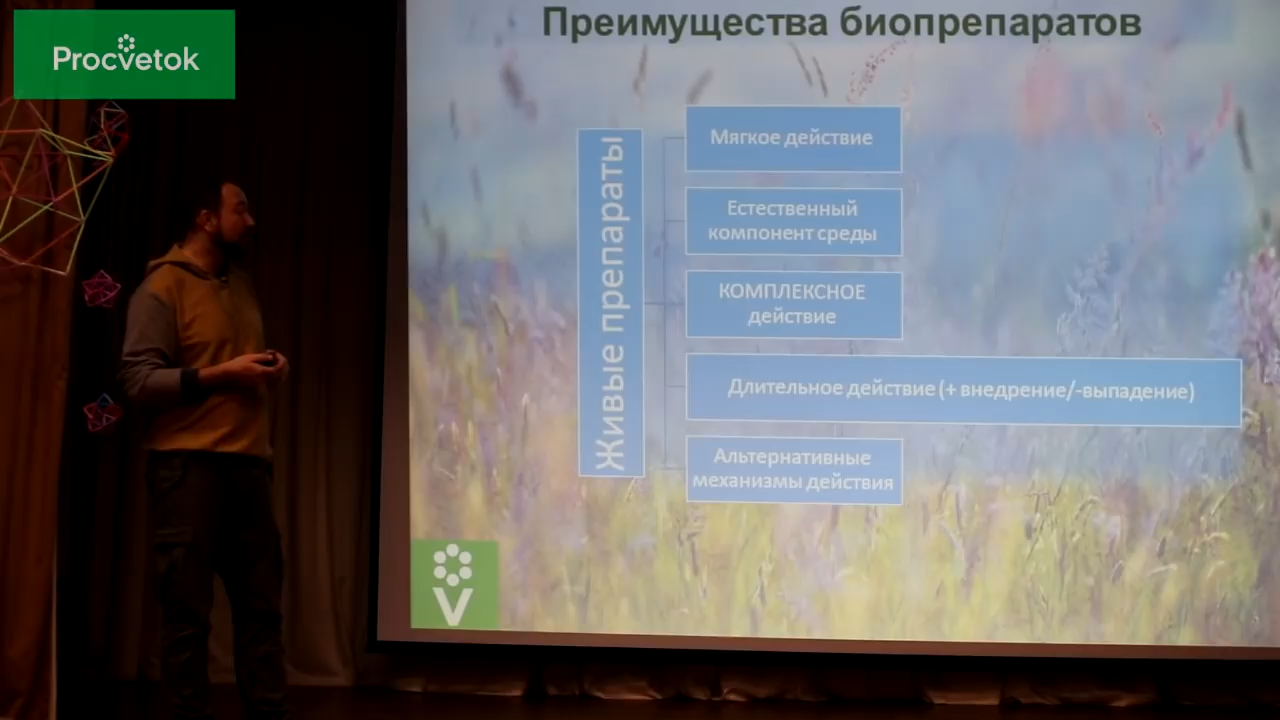 Procvetok
Преимущества биопрепаратов
Живые препараты
Мягкое действие
Естественный
компонент среды
КОМПЛЕКСНОЕ
действие
Длительное действие (+ внедрение/-выпадение)
Альтернативные
механизмы действия